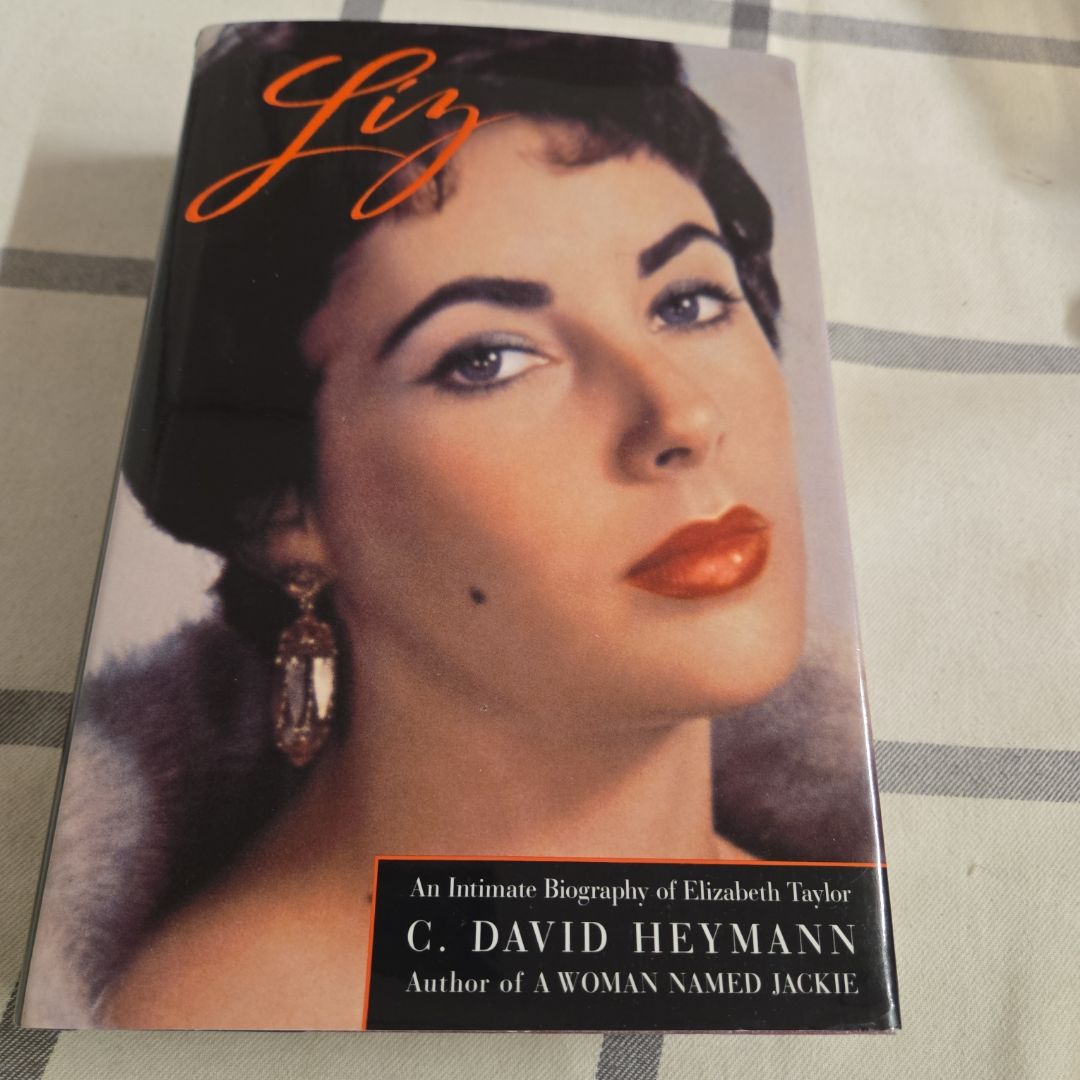 Liz
An Intimate Biography of Elizabeth Taylor
C. DAVID HEYMANN
Author of A WOMAN NAMED JACKIE